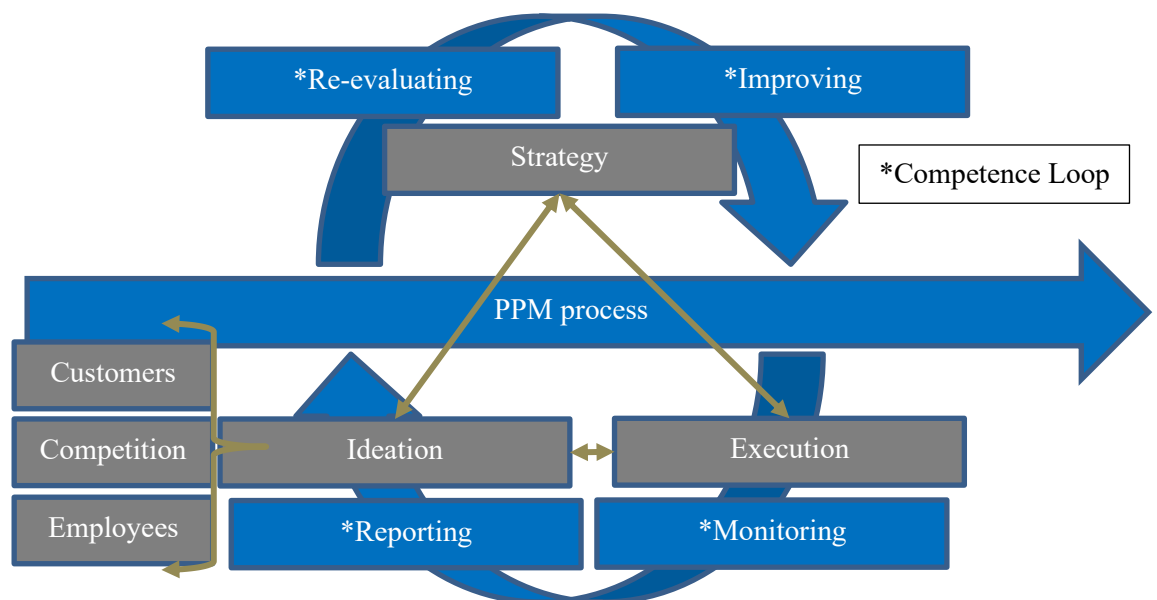 *Re-evaluating
*Improving
Strategy
*Competence Loop
PPM process
Customers
Competition
Employees
Ideation
Execution
*Reporting
*Monitoring